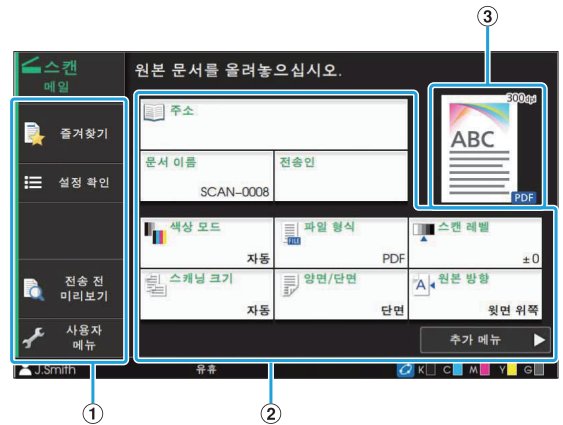 ③
스캔
메일
원본 문서를 올려놓으십시오.
즐겨찾기
설정 확인
전송 전
미리보기
사용자
메뉴
주소
문서 이름
SCAN-0008
전송인
300dpi
ABC
PDF
색상 모드
자동
파일 형식
FILE
PDF
스캔 레벨
±0
스캐닝 크기
자동
양면/단면
단면
A
원본 방향
윗면 위쪽
추가 메뉴
J.Smith
유휴
K C M Y G
① ②